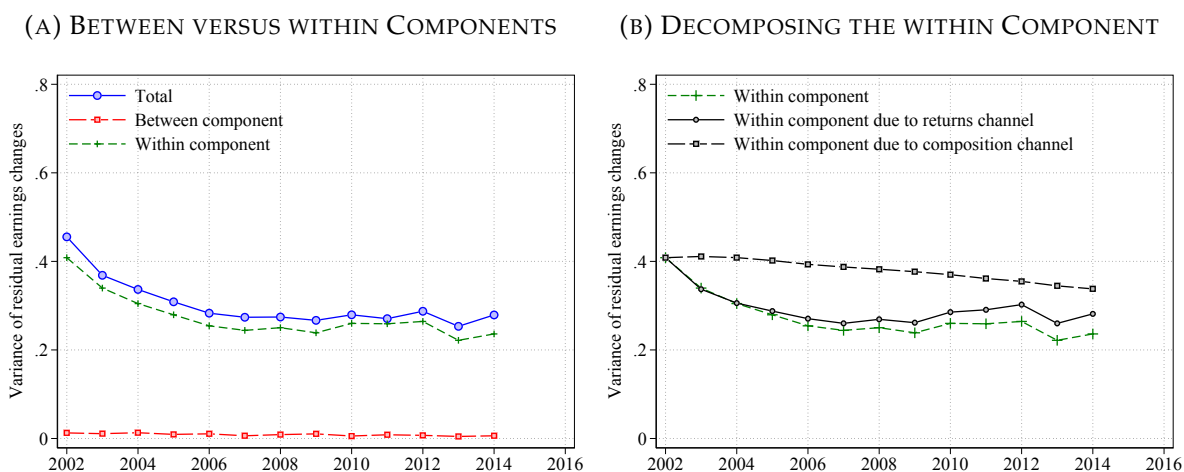 (A) BETWEEN VERSUS WITHIN COMPONENTS
Variance of residual earnings changes
.8
.6
.4
.2
0
Total
Between component
Within component
2002 2004 2006 2008 2010 2012 2014 2016
(B) DECOMPOSING THE WITHIN COMPONENT
Variance of residual earnings changes
.8
.6
.4
.2
0
Within component
Within component due to returns channel
Within component due to composition channel
2002 2004 2006 2008 2010 2012 2014 2016